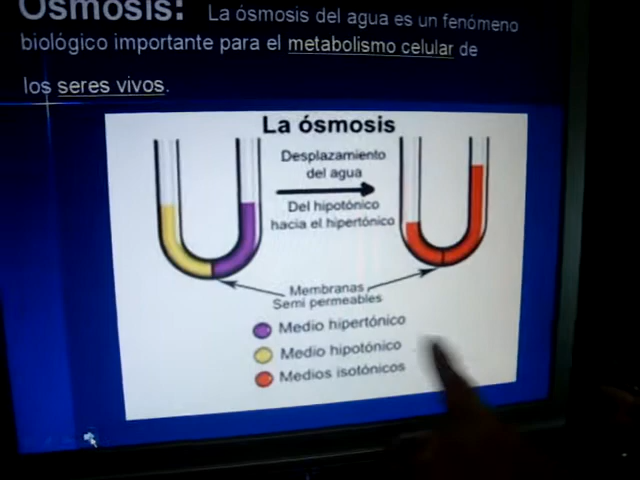 Osmosis: La ósmosis del agua es un fenómeno
biológico importante para el metabolismo celular de
los seres vivos.
La ósmosis
Desplazamiento
del agua
Del hipotónico
hacia el hipertónico
Membranas
Semi permeables
Medio hipertónico
Medio hipotónico
Medios isotónicos